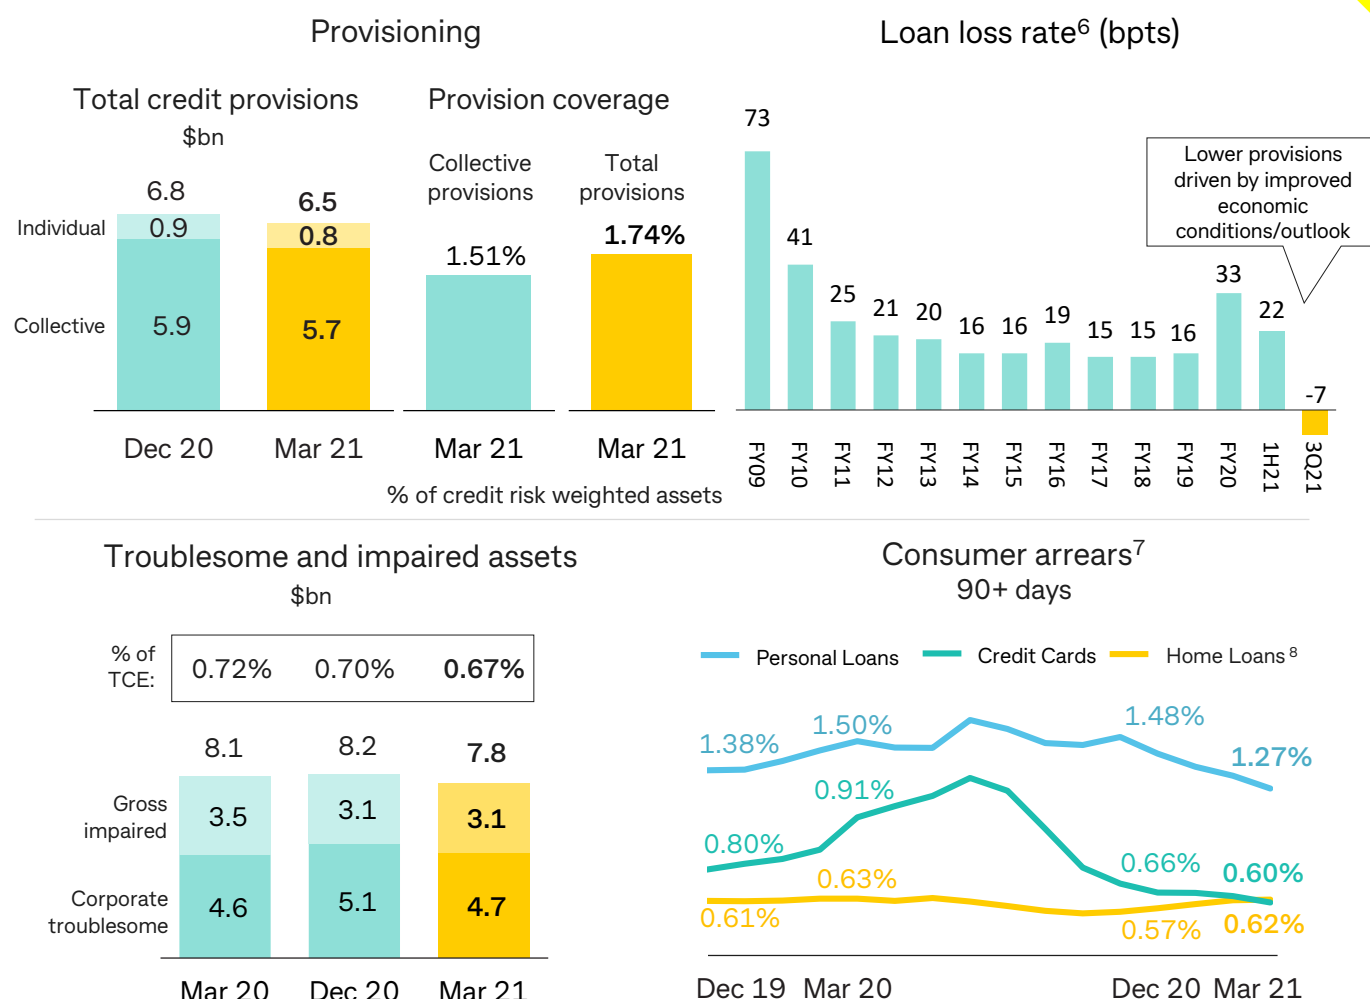 Provisioning
Total credit provisions
$bn
Provision coverage
Collective
provisions
Total
provisions
6.8
6.5
Individual
0.9
0.8
Collective
5.9
5.7
1.51%
1.74%
Dec 20
Mar 21
Mar 21
Mar 21
% of credit risk weighted assets
Loan loss rate⁶ (bpts)
Lower provisions
driven by improved
economic
conditions/outlook
73
41
25
21
20
16
16
19
15
15
16
33
22
-7
FY09
FY10
FY11
FY12
FY13
FY14
FY15
FY16
FY17
FY18
FY19
FY20
1H21
3Q21
Troublesome and impaired assets
$bn
% of
TCE:
0.72%
0.70%
0.67%
8.1
8.2
7.8
Gross
impaired
3.5
3.1
3.1
Corporate
troublesome
4.6
5.1
4.7
Mar 20
Dec 20
Mar 21
Consumer arrears⁷
90+ days
Personal Loans
Credit Cards
Home Loans ⁸
1.38%
1.50%
1.48%
1.27%
0.80%
0.91%
0.66%
0.60%
0.61%
0.63%
0.57%
0.62%
Dec 19
Mar 20
Dec 20
Mar 21